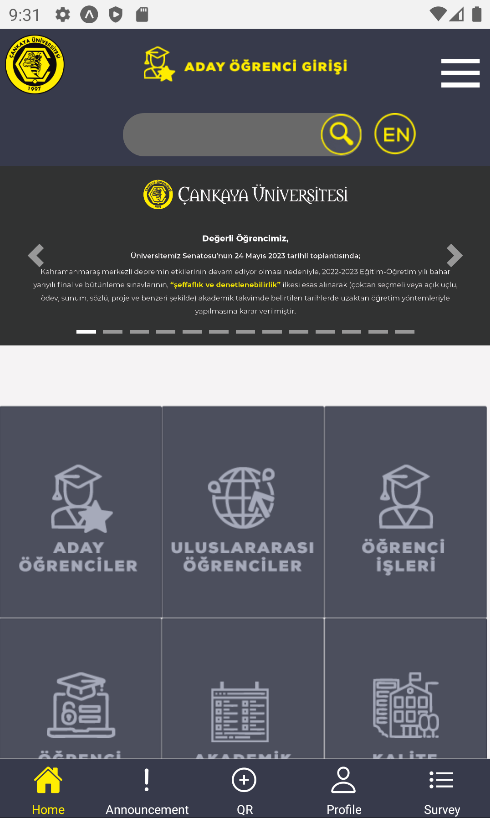 9:31
ADAY ÖĞRENCİ GİRİŞİ
EN
ÇANKAYA ÜNİVERSİTESİ
1997
ÇANKAYA ÜNİVERSİTESİ
Değerli Öğrencimiz,
Üniversitemiz Senatosu'nun 24 Mayıs 2023 tarihli toplantısında;
Kahramanmaraş merkezli depremin etkilerinin devam ediyor olması nedeniyle, 2022-2023 Eğitim-Öğretim yılı bahar
yarıyılı final ve bütünleme sınavlarının, "şeffaflık ve denetlenebilirlik" ilkesi esas alınarak (çoktan seçmeli veya açık uçlu,
ödev, sunum, sözlü, proje ve benzeri şekilde) akademik takvimde belirtilen tarihlerde uzaktan öğretim yöntemleriyle
yapılmasına karar verilmiştir.
ADAY
ÖĞRENCİLER
ULUSLARARASI
ÖĞRENCİLER
ÖĞRENCİ
İŞLERİ
ÖĞRENCİ
AKADEMİK
KALİTE
Home
Announcement
QR
Profile
Survey